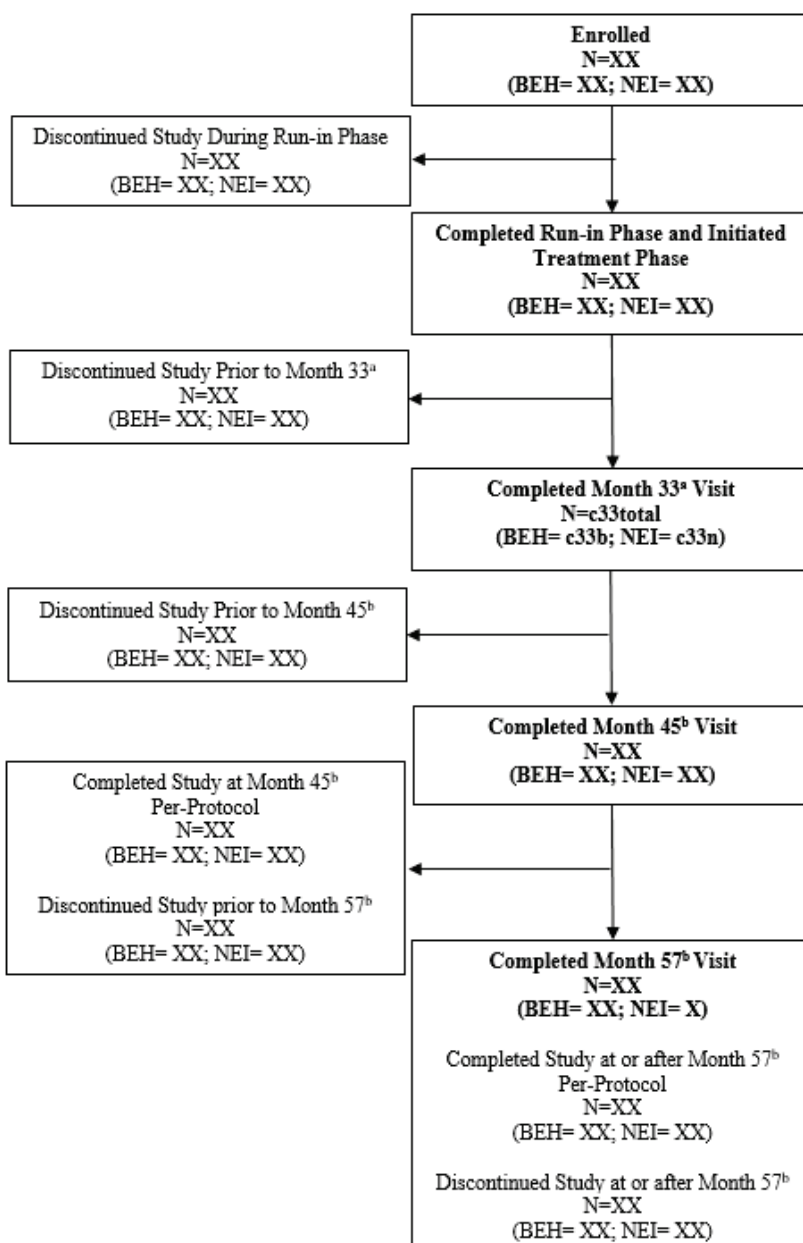 Enrolled
N=XX
(BEH= XX; NEI= XX)
Discontinued Study During Run-in Phase
N=XX
(BEH= XX; NEI= XX)
Completed Run-in Phase and Initiated
Treatment Phase
N=XX
(BEH= XX; NEI= XX)
Discontinued Study Prior to Month 33ᵃ
N=XX
(BEH= XX; NEI= XX)
Completed Month 33ᵃ Visit
N=c33total
(BEH= c33b; NEI= c33n)
Discontinued Study Prior to Month 45ᵇ
N=XX
(BEH= XX; NEI= XX)
Completed Month 45ᵇ Visit
N=XX
(BEH= XX; NEI= XX)
Completed Study at Month 45ᵇ
Per-Protocol
N=XX
(BEH= XX; NEI= XX)
Discontinued Study prior to Month 57ᵇ
N=XX
(BEH= XX; NEI= XX)
Completed Month 57ᵇ Visit
N=XX
(BEH= XX; NEI= X)
Completed Study at or after Month 57ᵇ
Per-Protocol
N=XX
(BEH= XX; NEI= XX)
Discontinued Study at or after Month 57ᵇ
N=XX
(BEH= XX; NEI= XX)